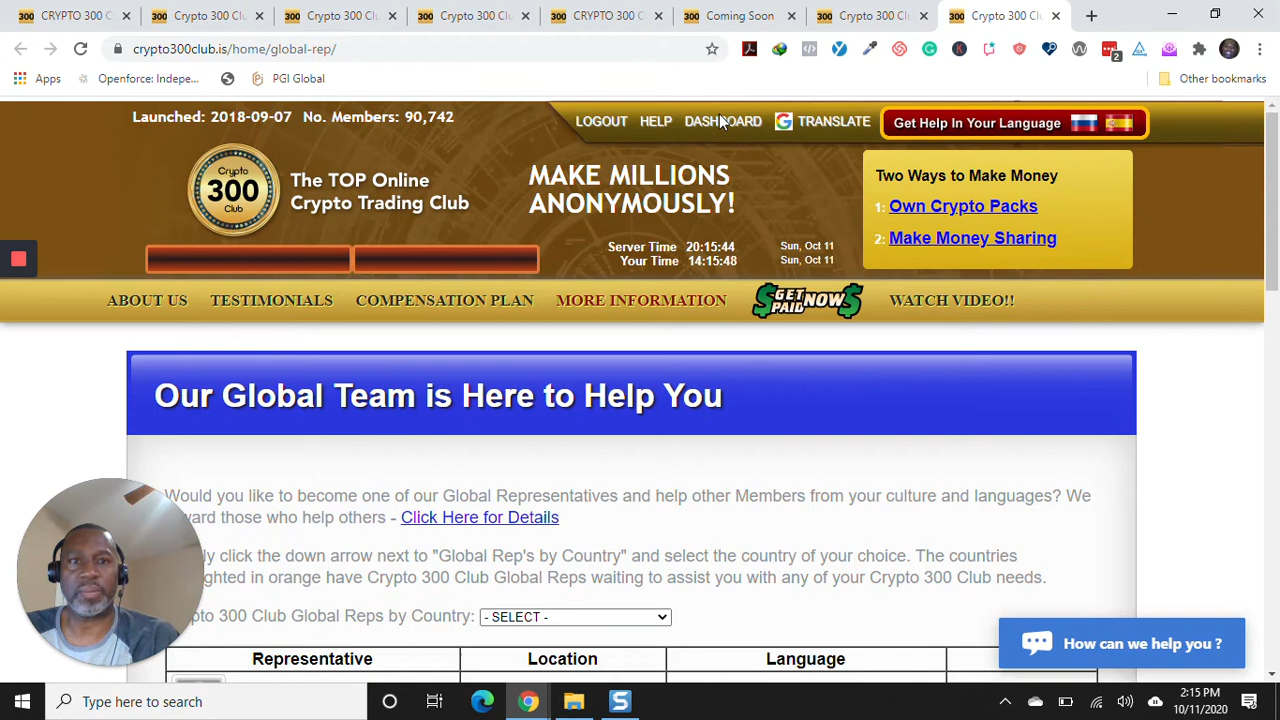 CRYPTO 300 C
Crypto 300 Cl
Crypto 300 Cl
Crypto 300 Cl
CRYPTO 300 C
Coming Soon
Crypto 300 Cl
Crypto 300 Cl
crypto300club.is/home/global-rep/
2
Apps
Openforce: Indepe...
PGI Global
Other bookmarks
Launched: 2018-09-07 No. Members: 90,742
LOGOUT HELP DASHBOARD TRANSLATE
Get Help In Your Language
Crypto
300
Club
The TOP Online
Crypto Trading Club
MAKE MILLIONS
ANONYMOUSLY!
Two Ways to Make Money
1: Own Crypto Packs
2: Make Money Sharing
Server Time 20:15:44 Sun, Oct 11
Your Time 14:15:48 Sun, Oct 11
ABOUT US TESTIMONIALS COMPENSATION PLAN MORE INFORMATION $GET PAID NOW$ WATCH VIDEO!!
Our Global Team is Here to Help You
Would you like to become one of our Global Representatives and help other Members from your culture and languages? We
ward those who help others - Click Here for Details
ly click the down arrow next to "Global Rep's by Country" and select the country of your choice. The countries
ghted in orange have Crypto 300 Club Global Reps waiting to assist you with any of your Crypto 300 Club needs.
pto 300 Club Global Reps by Country: - SELECT -
Representative Location Language
How can we help you ?
Type here to search
2:15 PM
10/11/2020